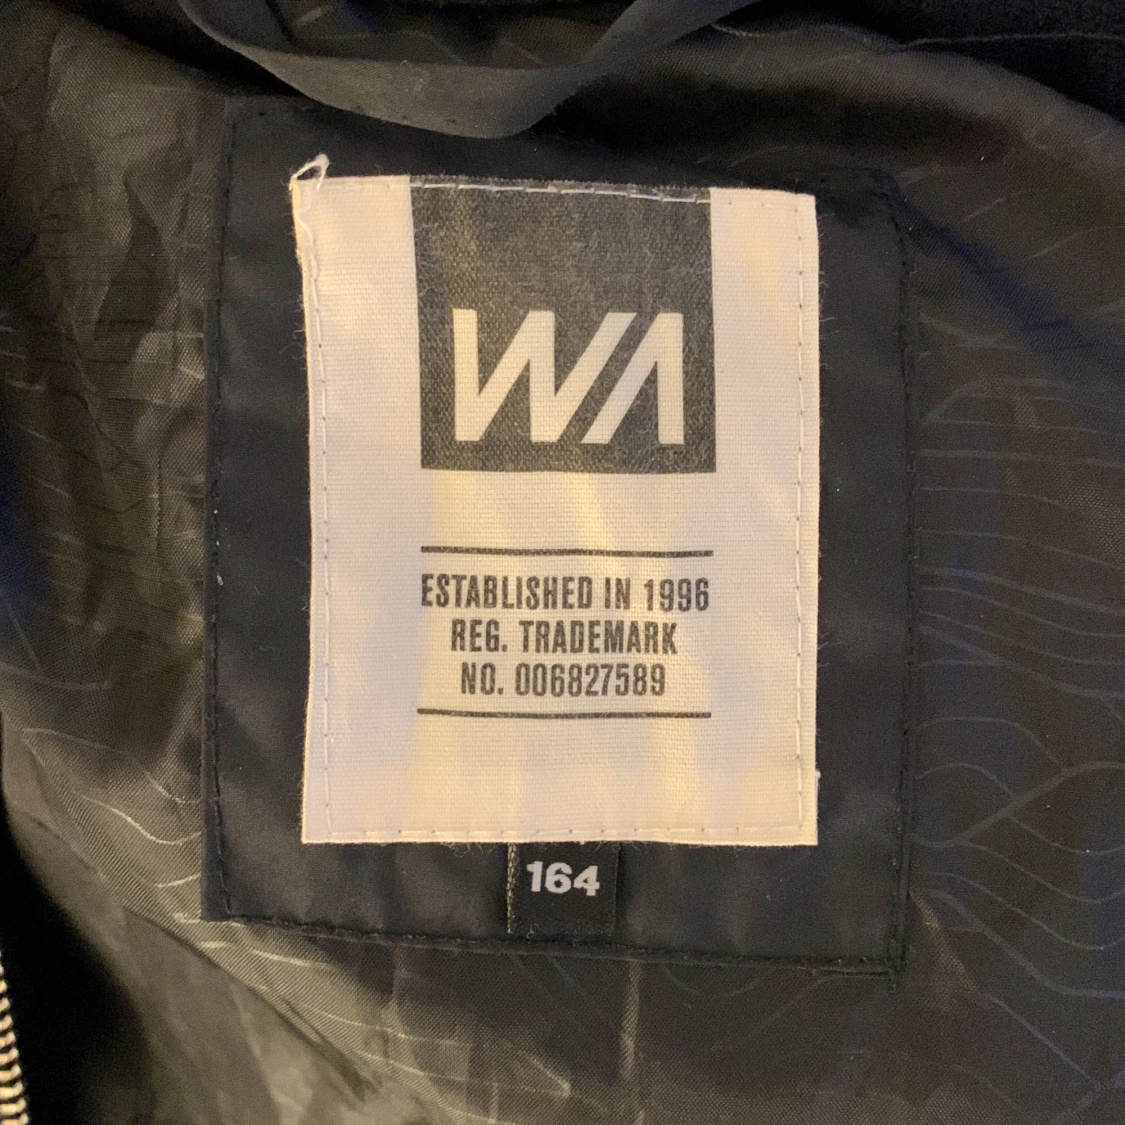 WA
ESTABLISHED IN 1996
REG. TRADEMARK
NO. 006827589
164